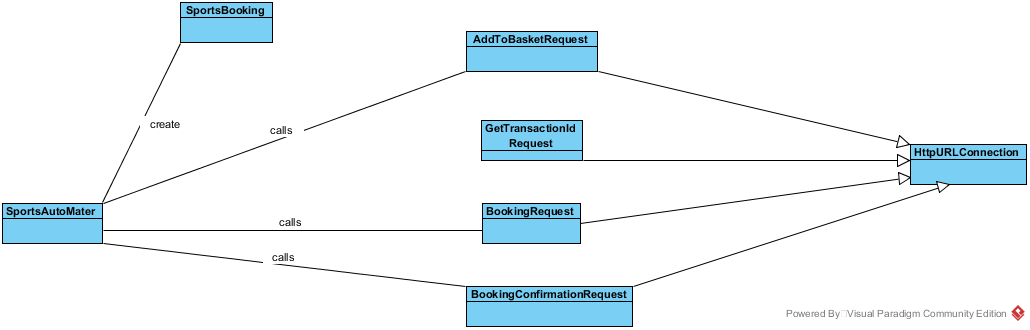 SportsBooking
AddToBasketRequest
create
calls
GetTransactionId
Request
HttpURLConnection
SportsAutoMater
calls
BookingRequest
calls
BookingConfirmationRequest
Powered By Visual Paradigm Community Edition